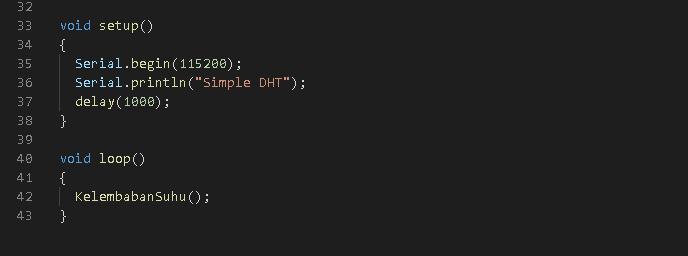 32
33 void setup()
34 {
35 Serial.begin(115200);
36 Serial.println("Simple DHT");
37 delay(1000);
38 }
39
40 void loop()
41 {
42 KelembabanSuhu();
43 }